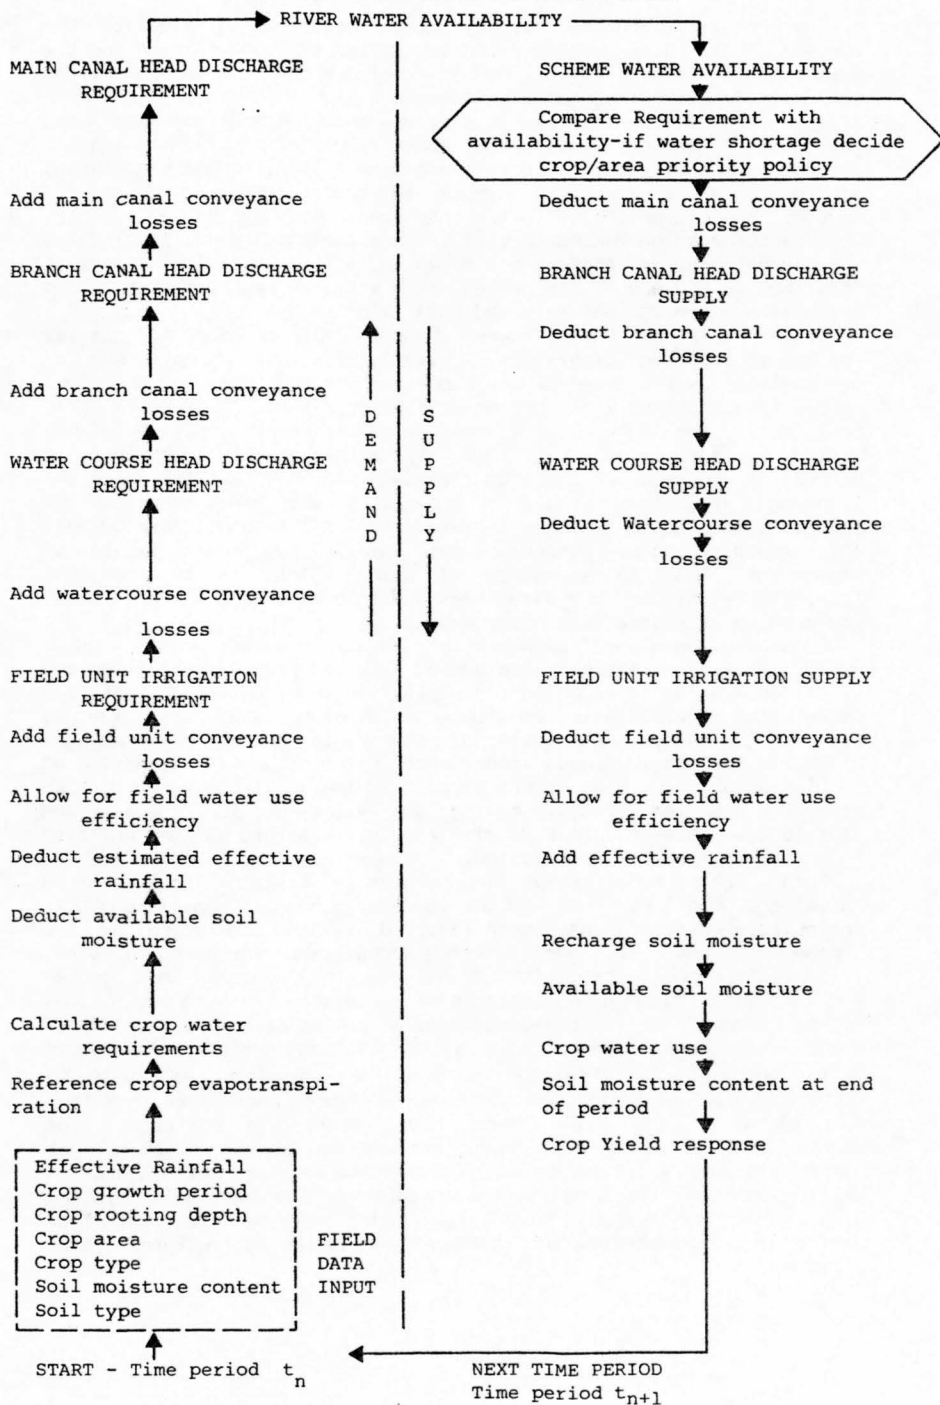 RIVER WATER AVAILABILITY
MAIN CANAL HEAD DISCHARGE
REQUIREMENT
Add main canal conveyance
losses
BRANCH CANAL HEAD DISCHARGE
REQUIREMENT
Add branch canal conveyance
losses
WATER COURSE HEAD DISCHARGE
REQUIREMENT
Add watercourse conveyance
losses
FIELD UNIT IRRIGATION
REQUIREMENT
Add field unit conveyance
losses
Allow for field water use
efficiency
Deduct estimated effective
rainfall
Deduct available soil
moisture
Calculate crop water
requirements
Reference crop evapotranspi-
ration
Effective Rainfall
Crop growth period
Crop rooting depth
Crop area
Crop type
Soil moisture content
Soil type
FIELD
DATA
INPUT
START - Time period tn
DEMAND
SUPPLY
SCHEME WATER AVAILABILITY
Compare Requirement with
availability-if water shortage decide
crop/area priority policy
Deduct main canal conveyance
losses
BRANCH CANAL HEAD DISCHARGE
SUPPLY
Deduct branch canal conveyance
losses
WATER COURSE HEAD DISCHARGE
SUPPLY
Deduct Watercourse conveyance
losses
FIELD UNIT IRRIGATION SUPPLY
Deduct field unit conveyance
losses
Allow for field water use
efficiency
Add effective rainfall
Recharge soil moisture
Available soil moisture
Crop water use
Soil moisture content at end
of period
Crop Yield response
NEXT TIME PERIOD
Time period tn+1